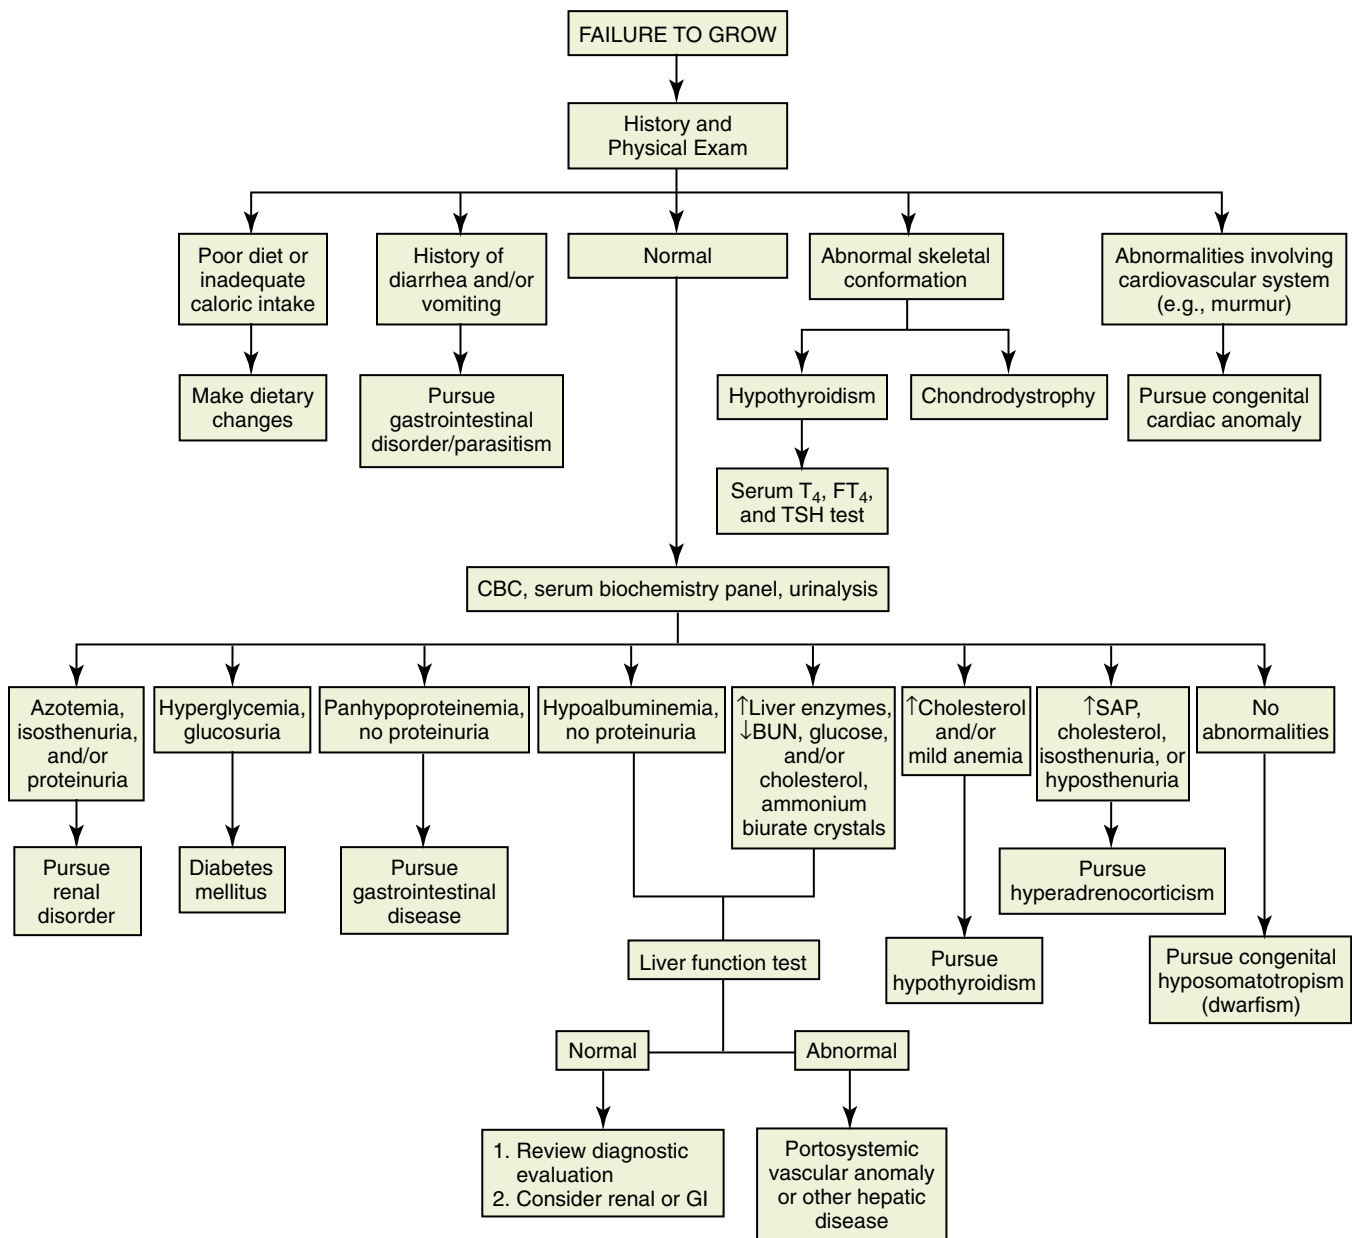 FAILURE TO GROW
History and
Physical Exam
Poor diet or
inadequate
caloric intake
History of
diarrhea and/or
vomiting
Normal
Abnormal skeletal
conformation
Abnormalities involving
cardiovascular system
(e.g., murmur)
Make dietary
changes
Pursue
gastrointestinal
disorder/parasitism
Hypothyroidism
Chondrodystrophy
Pursue congenital
cardiac anomaly
Serum T₄, FT₄,
and TSH test
CBC, serum biochemistry panel, urinalysis
Azotemia,
isosthenuria,
and/or
proteinuria
Hyperglycemia,
glucosuria
Panhypoproteinemia,
no proteinuria
Hypoalbuminemia,
no proteinuria
↑Liver enzymes,
↓BUN, glucose,
and/or
cholesterol,
ammonium
biurate crystals
↑Cholesterol
and/or
mild anemia
↑SAP,
cholesterol,
isosthenuria, or
hyposthenuria
No
abnormalities
Pursue
renal
disorder
Diabetes
mellitus
Pursue
gastrointestinal
disease
Pursue
hyperadrenocorticism
Liver function test
Pursue
hypothyroidism
Pursue congenital
hyposomatotropism
(dwarfism)
Normal
Abnormal
1. Review diagnostic
evaluation
2. Consider renal or GI
Portosystemic
vascular anomaly
or other hepatic
disease